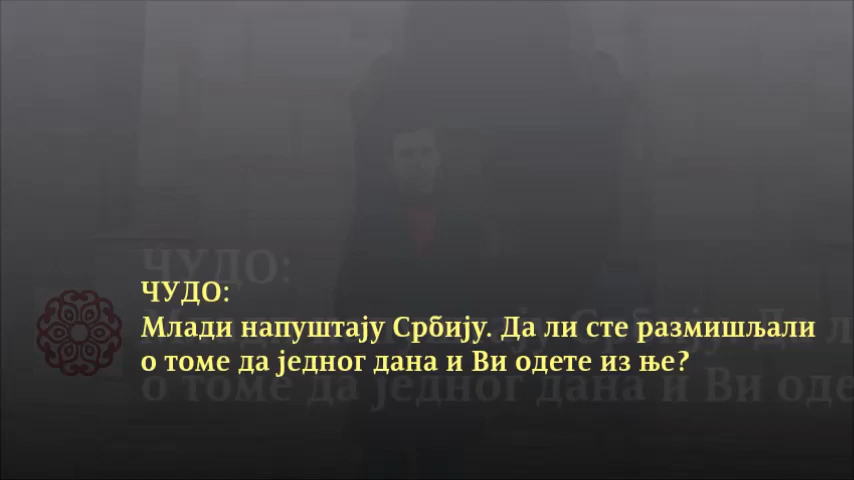 ЧУДО:
Млади напуштају Србију. Да ли сте размишљали
о томе да једног дана и Ви одете из ње?